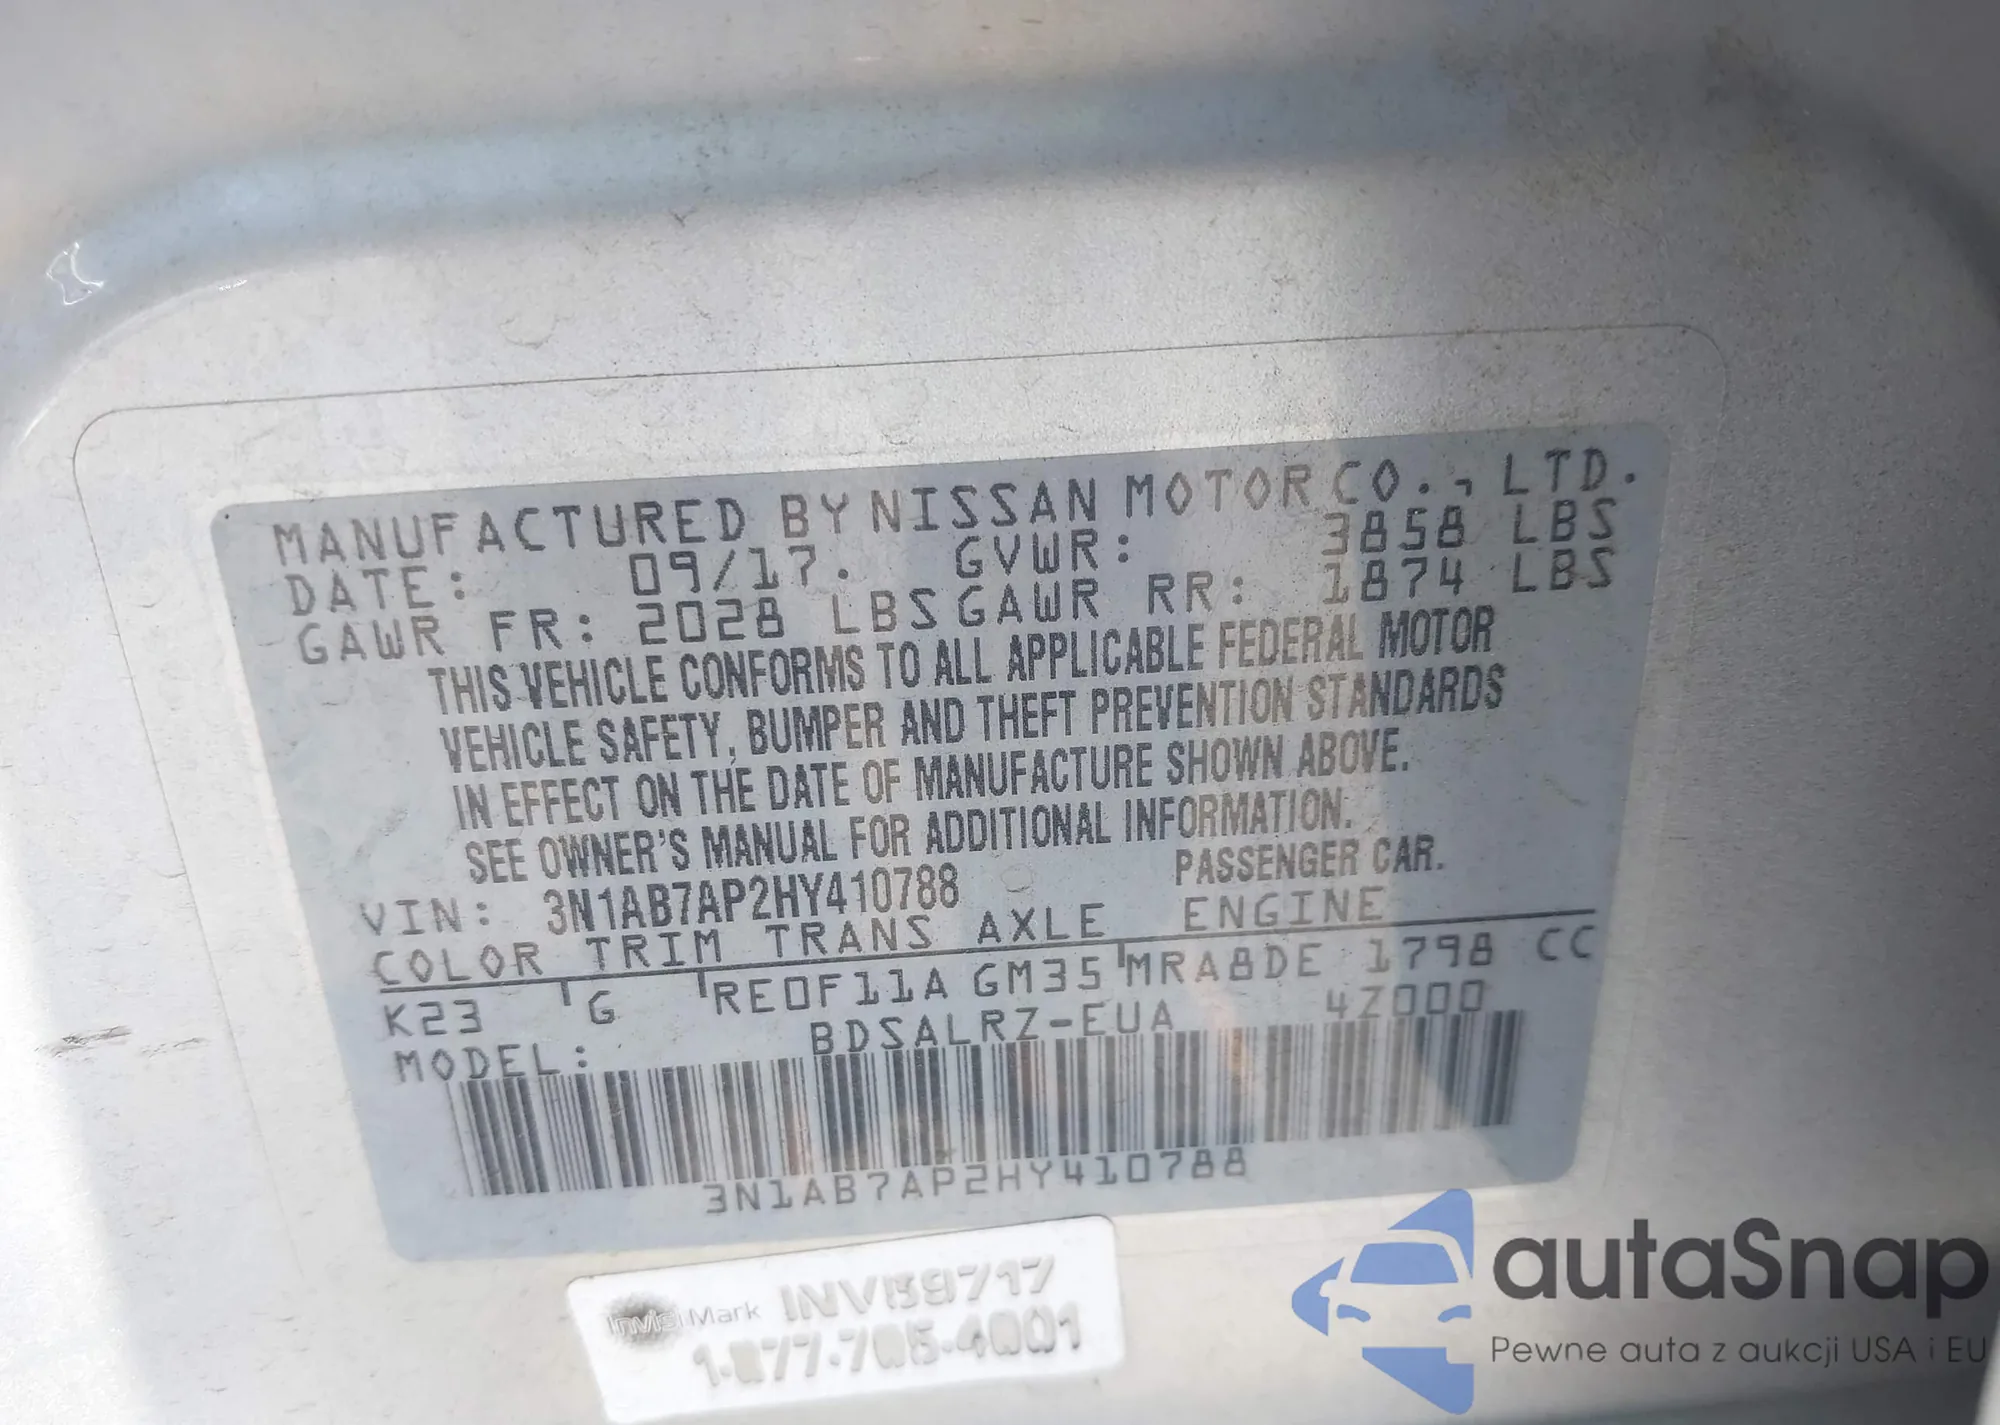 MANUFACTURED BY NISSAN MOTOR CO., LTD.
DATE: 09/17. GVWR: 3858 LBS
GAWR FR: 2028 LBS GAWR RR: 1874 LBS
THIS VEHICLE CONFORMS TO ALL APPLICABLE FEDERAL MOTOR
VEHICLE SAFETY, BUMPER AND THEFT PREVENTION STANDARDS
IN EFFECT ON THE DATE OF MANUFACTURE SHOWN ABOVE.
SEE OWNER'S MANUAL FOR ADDITIONAL INFORMATION.
VIN: 3N1AB7AP2HY410788 PASSENGER CAR.
COLOR TRIM TRANS AXLE ENGINE
K23 G RE0F11A GM35 MRA8DE 1798 CC
MODEL: BDSALRZ-EUA 4Z000
3N1AB7AP2HY410788
InvisiMark
1-877-705-4001
autaSnap
Pewne auta z aukcji USA i EU